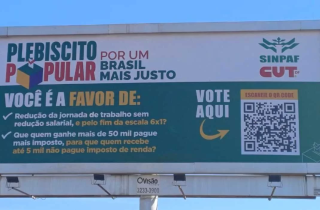 PLEBISCITO
POPULAR
POR UM
BRASIL
MAIS JUSTO
SINPAF
CUT
VOCÊ É A FAVOR DE:
Redução da jornada de trabalho sem
redução salarial, e pelo fim da escala 6x1?
Que quem ganhe mais de 50 mil pague
mais imposto, para que quem recebe
até 5 mil não pague imposto de renda?
VOTE
AQUI
ESCANEIE O QR CODE